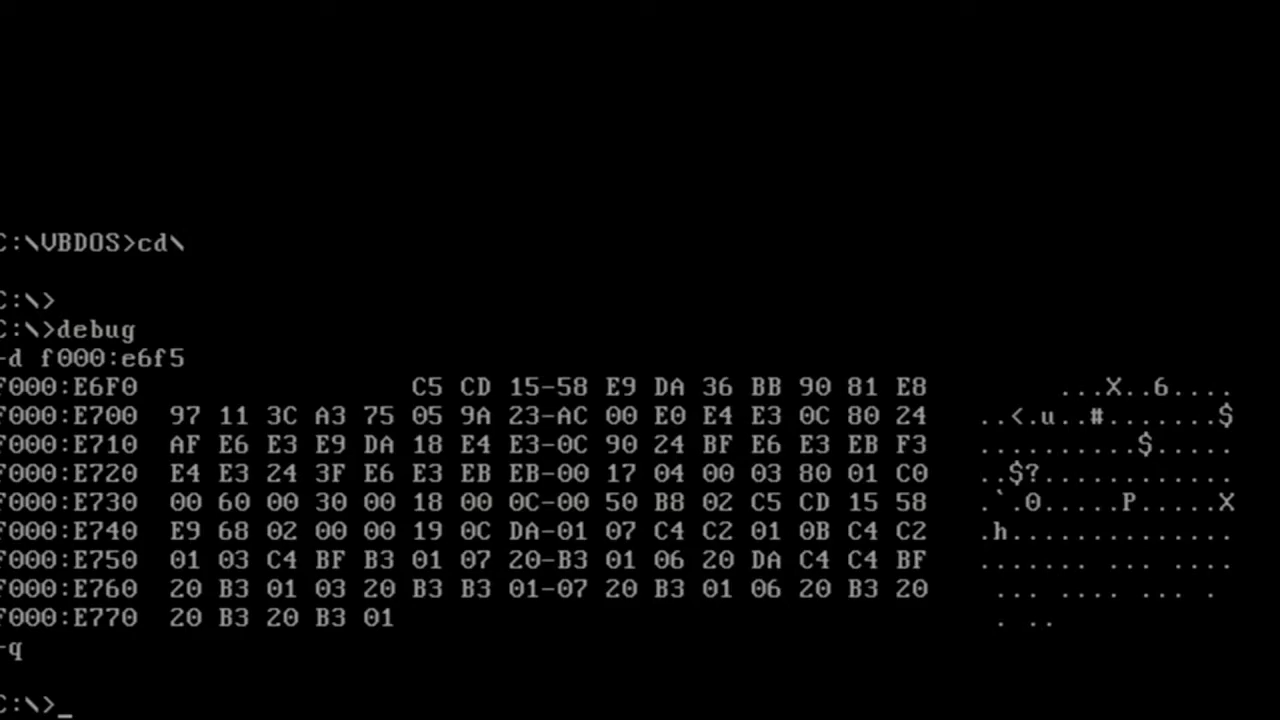 C:\VBDOS>cd\
C:\>
C:\>debug
-d f000:e6f5
F000:E6F0                 C5 CD 15-58 E9 DA 36 BB 90 81 E8        ...X..6....
F000:E700  97 11 3C A3 75 05 9A 23-AC 00 E0 E4 E3 0C 80 24   ..<.u..#.......$
F000:E710  AF E6 E3 E9 DA 18 E4 E3-0C 90 24 BF E6 E3 EB F3   ..........$.....
F000:E720  E4 E3 24 3F E6 E3 EB EB-00 17 04 00 03 80 01 C0   ..$?............
F000:E730  00 60 00 30 00 18 00 0C-00 50 B8 02 C5 CD 15 58   .`.0.....P.....X
F000:E740  E9 68 02 00 00 19 0C DA-01 07 C4 C2 01 0B C4 C2   .h..............
F000:E750  01 03 C4 BF B3 01 07 20-B3 01 06 20 DA C4 C4 BF   ....... ... ....
F000:E760  20 B3 01 03 20 B3 B3 01-07 20 B3 01 06 20 B3 20    ... .... ... .
F000:E770  20 B3 20 B3 01                                     . ..
-q
C:\>_